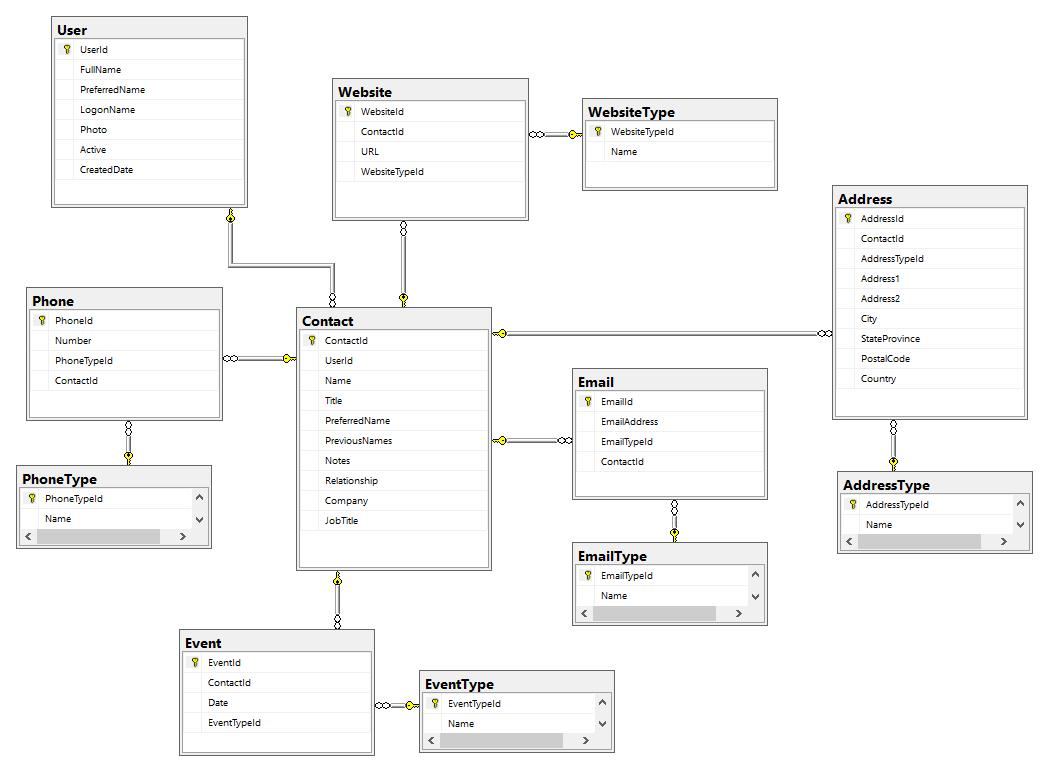 User
UserId
FullName
PreferredName
LogonName
Photo
Active
CreatedDate
Website
WebsiteId
ContactId
URL
WebsiteTypeId
WebsiteType
WebsiteTypeId
Name
Address
AddressId
ContactId
AddressTypeId
Address1
Address2
City
StateProvince
PostalCode
Country
Phone
PhoneId
Number
PhoneTypeId
ContactId
Contact
ContactId
UserId
Name
Title
PreferredName
PreviousNames
Notes
Relationship
Company
JobTitle
Email
EmailId
EmailAddress
EmailTypeId
ContactId
PhoneType
PhoneTypeId
Name
AddressType
AddressTypeId
Name
EmailType
EmailTypeId
Name
Event
EventId
ContactId
Date
EventTypeId
EventType
EventTypeId
Name